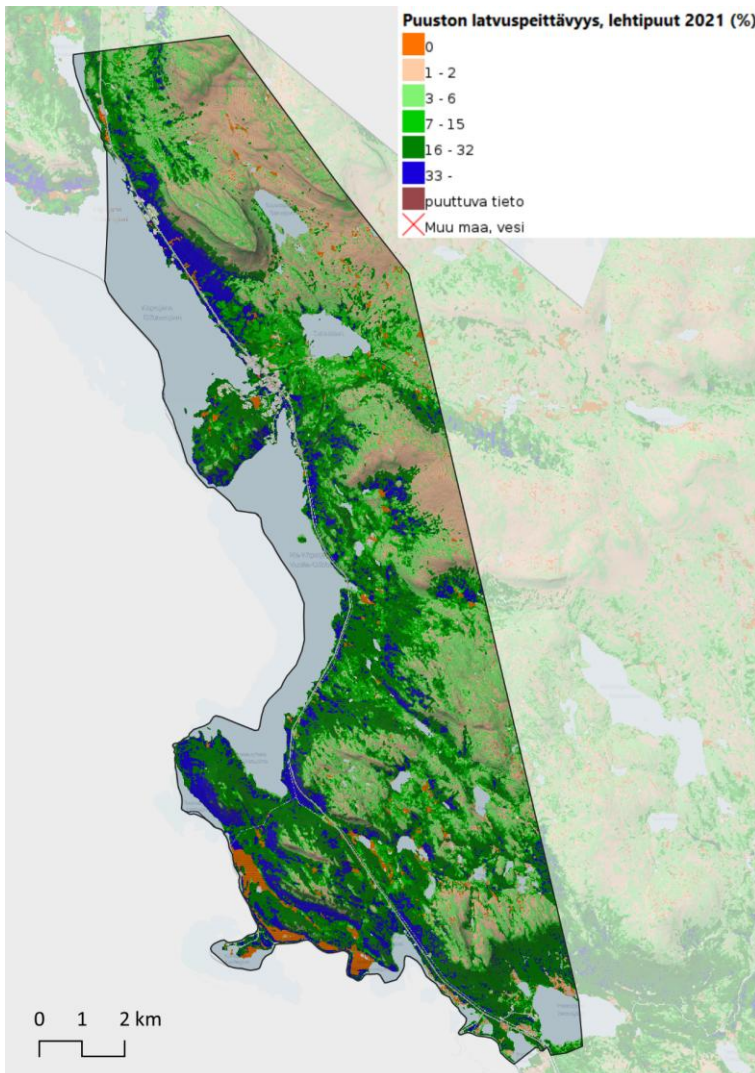 Puuston latvuspeittävyys, lehtipuut 2021 (%)
0
1 - 2
3 - 6
7 - 15
16 - 32
33 -
puuttuva tieto
Muu maa, vesi
0 1 2 km